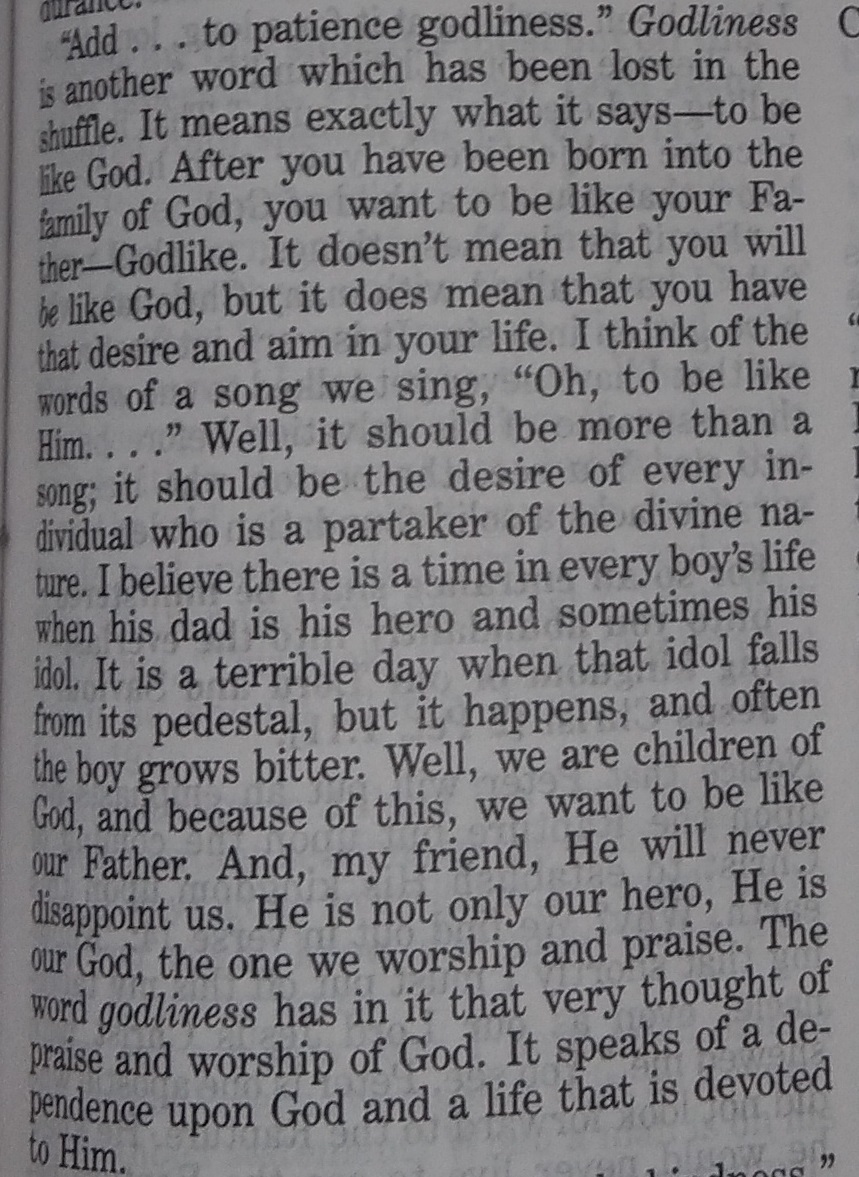 durance.
“Add . . . to patience godliness.” Godliness
is another word which has been lost in the
shuffle. It means exactly what it says—to be
like God. After you have been born into the
family of God, you want to be like your Fa-
ther—Godlike. It doesn’t mean that you will
be like God, but it does mean that you have
that desire and aim in your life. I think of the
words of a song we sing, “Oh, to be like
Him. . . .” Well, it should be more than a
song; it should be the desire of every in-
dividual who is a partaker of the divine na-
ture. I believe there is a time in every boy’s life
when his dad is his hero and sometimes his
idol. It is a terrible day when that idol falls
from its pedestal, but it happens, and often
the boy grows bitter. Well, we are children of
God, and because of this, we want to be like
our Father. And, my friend, He will never
disappoint us. He is not only our hero, He is
our God, the one we worship and praise. The
word godliness has in it that very thought of
praise and worship of God. It speaks of a de-
pendence upon God and a life that is devoted
to Him.